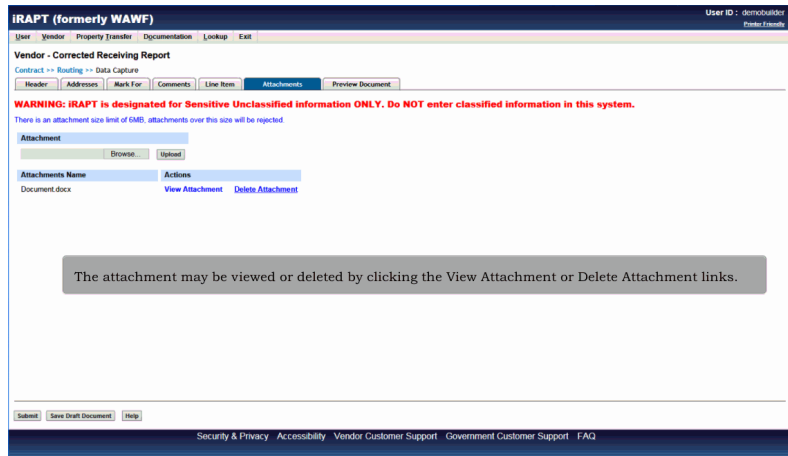 User ID : demobuilder
iRAPT (formerly WAWF)
Printer Friendly
User Vendor Property Transfer Documentation Lookup Exit
Vendor - Corrected Receiving Report
Contract >> Routing >> Data Capture
Header Addresses Mark For Comments Line Item Attachments Preview Document
WARNING: iRAPT is designated for Sensitive Unclassified information ONLY. Do NOT enter classified information in this system.
There is an attachment size limit of 6MB, attachments over this size will be rejected.
Attachment
Browse... Upload
Attachments Name Actions
Document.docx View Attachment Delete Attachment
The attachment may be viewed or deleted by clicking the View Attachment or Delete Attachment links.
Submit Save Draft Document Help
Security & Privacy Accessibility Vendor Customer Support Government Customer Support FAQ